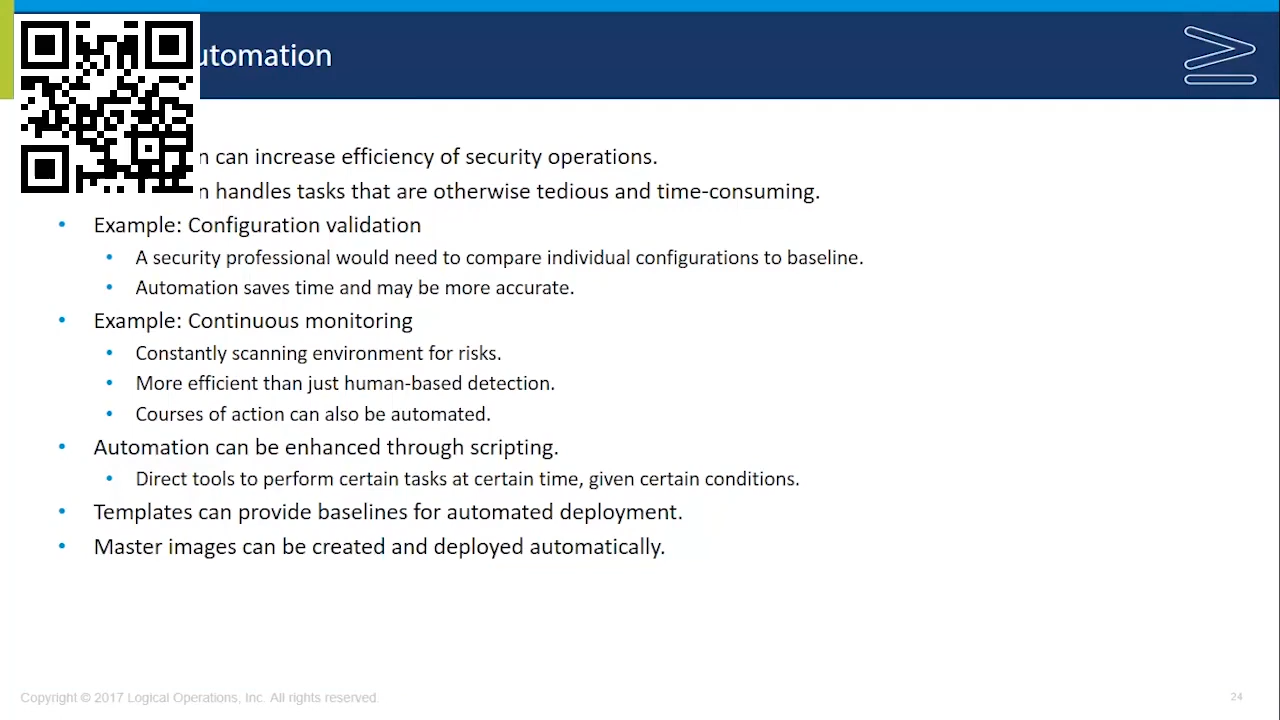 utomation
n can increase efficiency of security operations.
n handles tasks that are otherwise tedious and time-consuming.
• Example: Configuration validation
• A security professional would need to compare individual configurations to baseline.
• Automation saves time and may be more accurate.
• Example: Continuous monitoring
• Constantly scanning environment for risks.
• More efficient than just human-based detection.
• Courses of action can also be automated.
• Automation can be enhanced through scripting.
• Direct tools to perform certain tasks at certain time, given certain conditions.
• Templates can provide baselines for automated deployment.
• Master images can be created and deployed automatically.
Copyright © 2017 Logical Operations, Inc. All rights reserved.
24